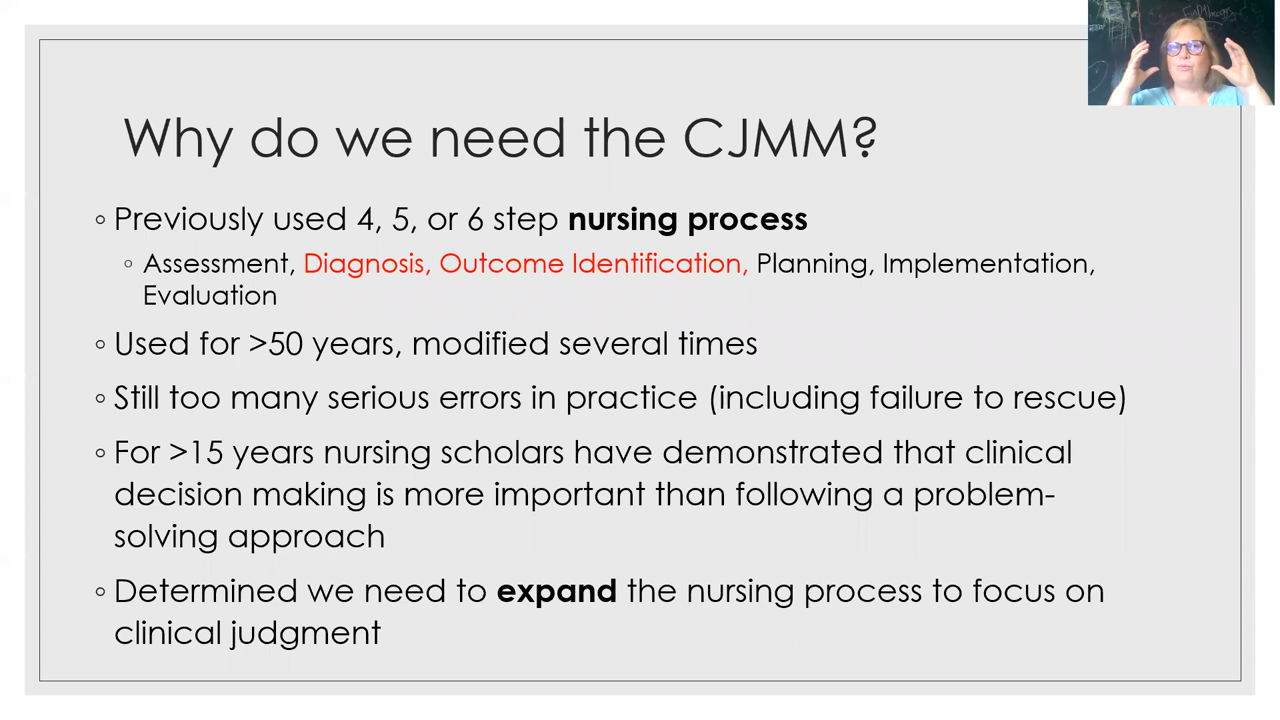 Why do we need the CJMM?
◦ Previously used 4, 5, or 6 step nursing process
◦ Assessment, Diagnosis, Outcome Identification, Planning, Implementation,
Evaluation
◦ Used for >50 years, modified several times
◦ Still too many serious errors in practice (including failure to rescue)
◦ For >15 years nursing scholars have demonstrated that clinical
decision making is more important than following a problem-
solving approach
◦ Determined we need to expand the nursing process to focus on
clinical judgment